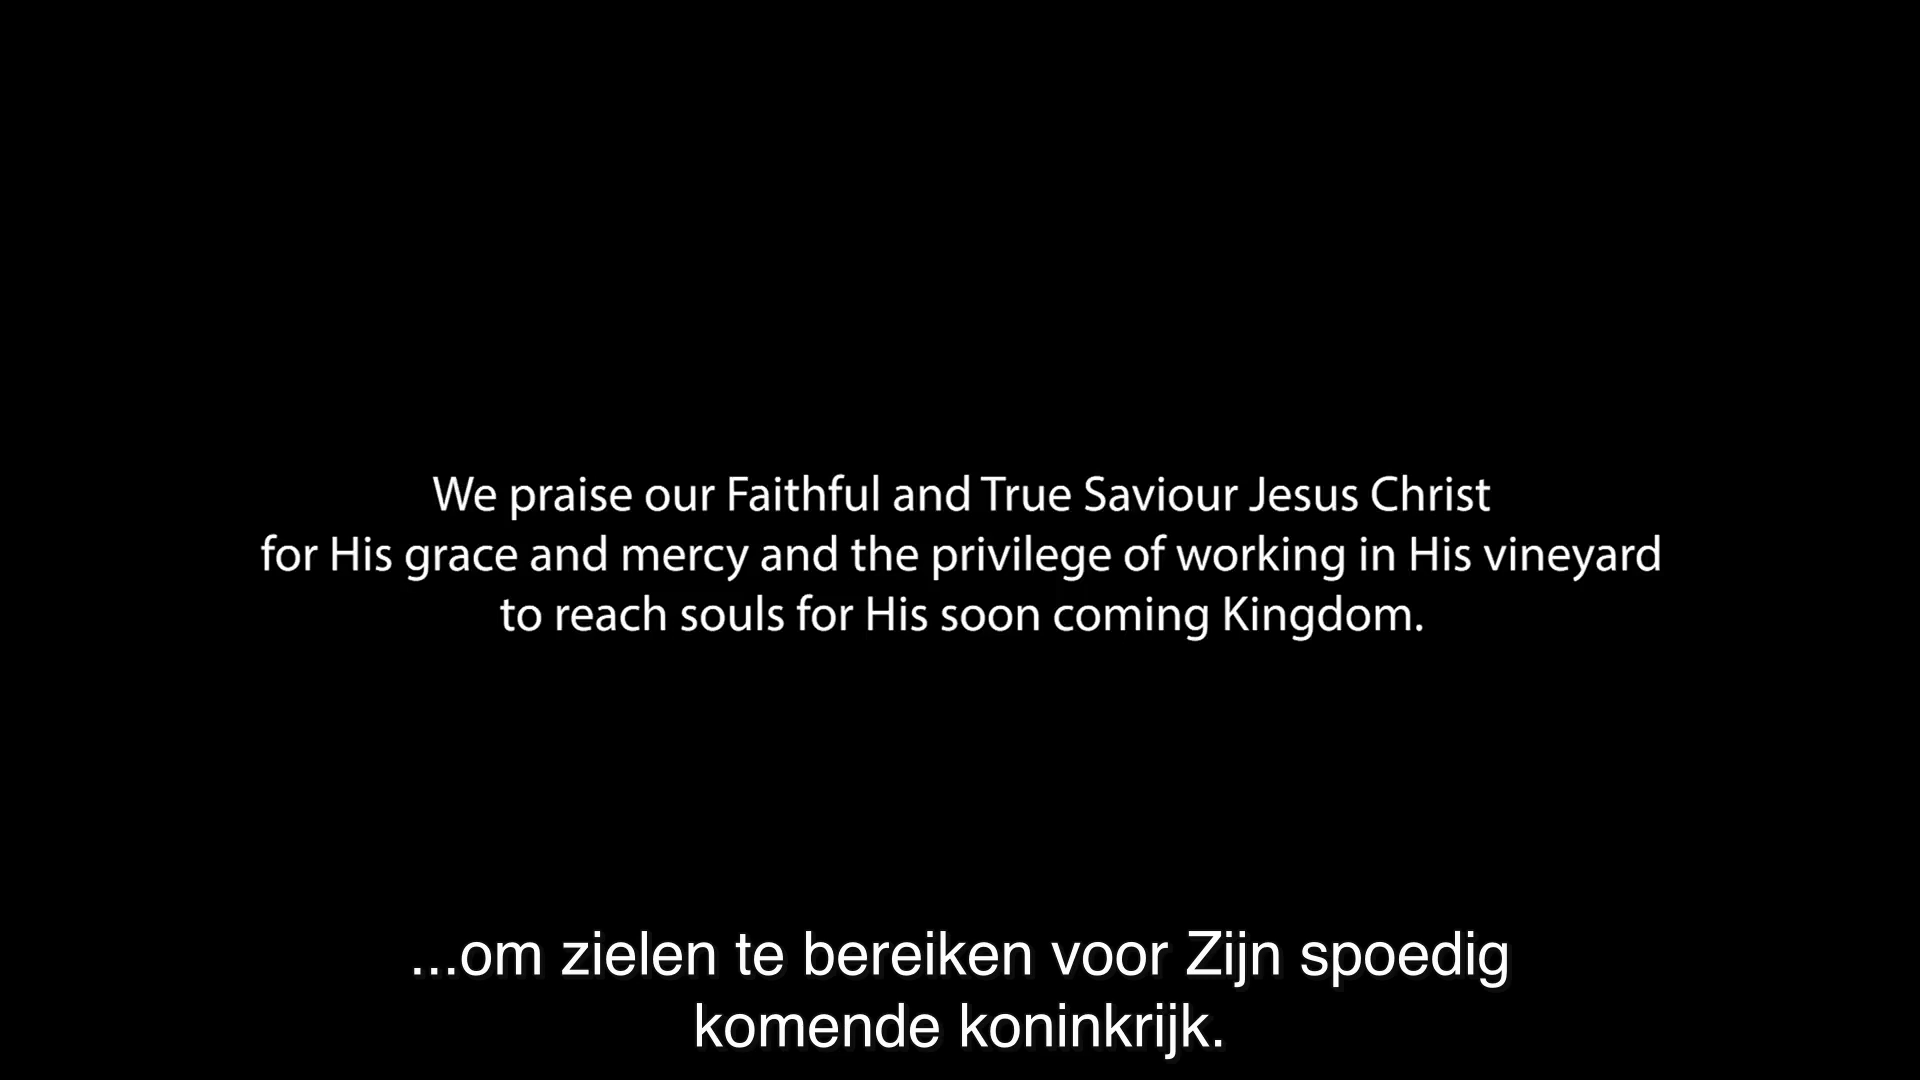 We praise our Faithful and True Saviour Jesus Christ
for His grace and mercy and the privilege of working in His vineyard
to reach souls for His soon coming Kingdom.
...om zielen te bereiken voor Zijn spoedig
komende koninkrijk.